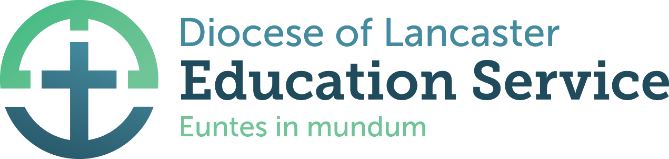 Diocese of Lancaster
Education Service
Euntes in mundum